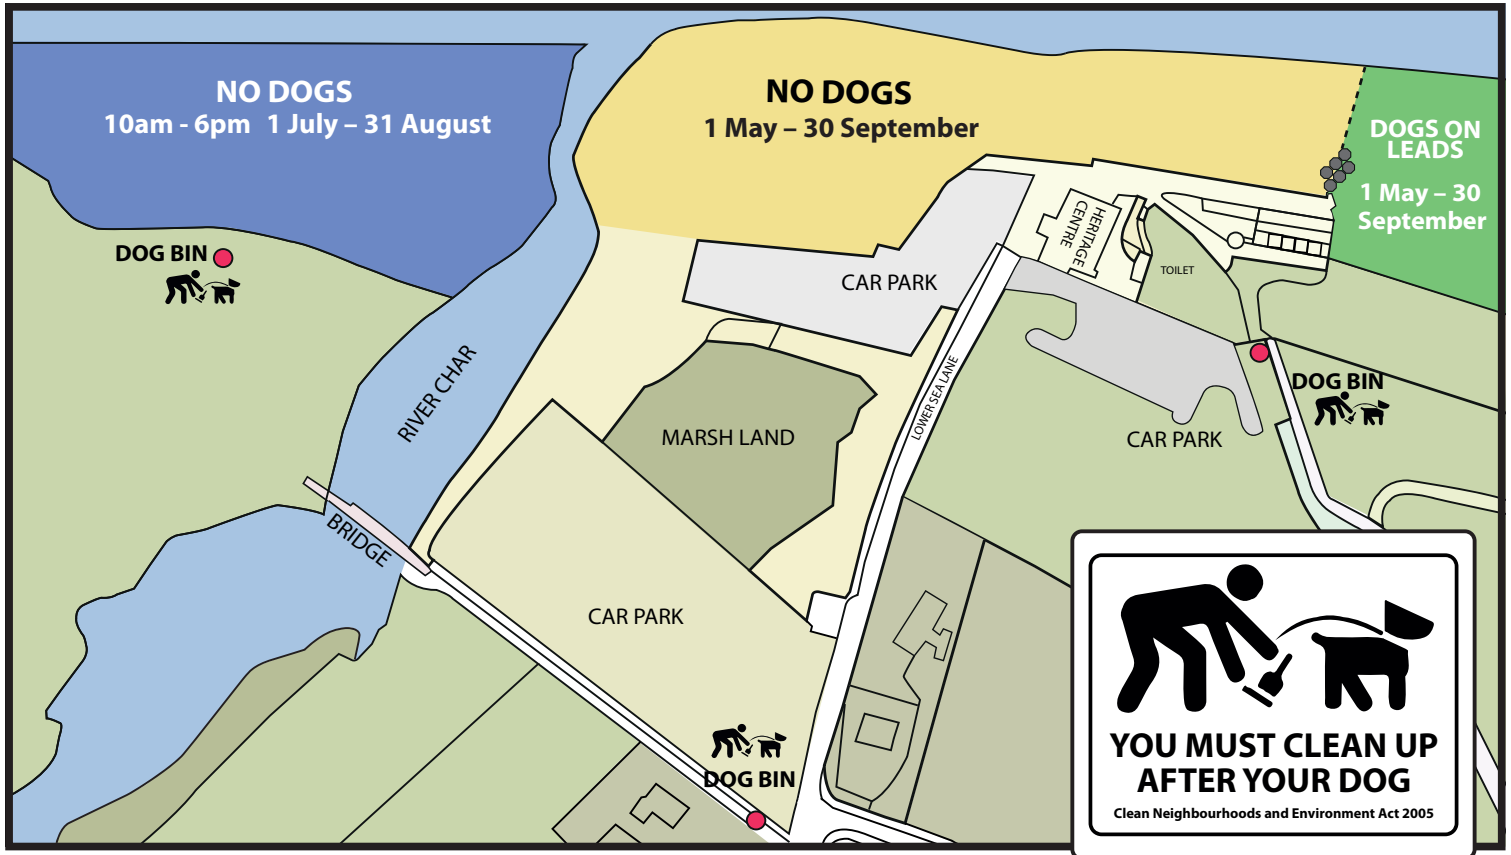 NO DOGS
10am - 6pm 1 July – 31 August
NO DOGS
1 May – 30 September
DOGS ON
LEADS
1 May – 30
September
DOG BIN
HERITAGE
CENTRE
TOILET
CAR PARK
RIVER CHAR
LOWER SEA LANE
DOG BIN
MARSH LAND
CAR PARK
BRIDGE
CAR PARK
DOG BIN
YOU MUST CLEAN UP
AFTER YOUR DOG
Clean Neighbourhoods and Environment Act 2005